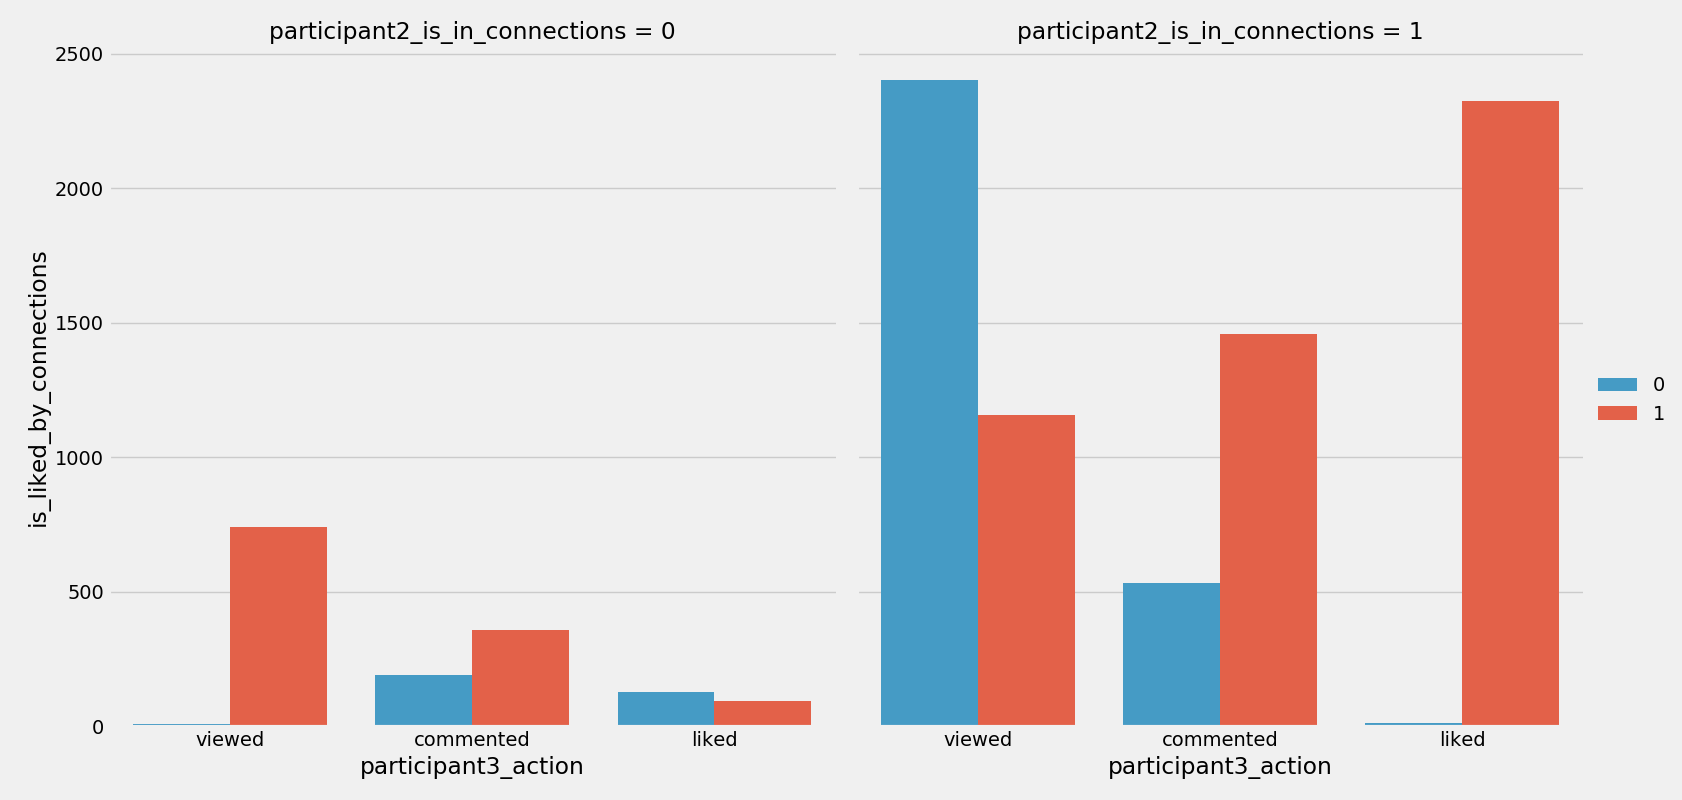 participant2_is_in_connections = 0
participant2_is_in_connections = 1
is_liked_by_connections
2500
2000
1500
1000
500
0
viewed
commented
liked
viewed
commented
liked
participant3_action
participant3_action
0
1